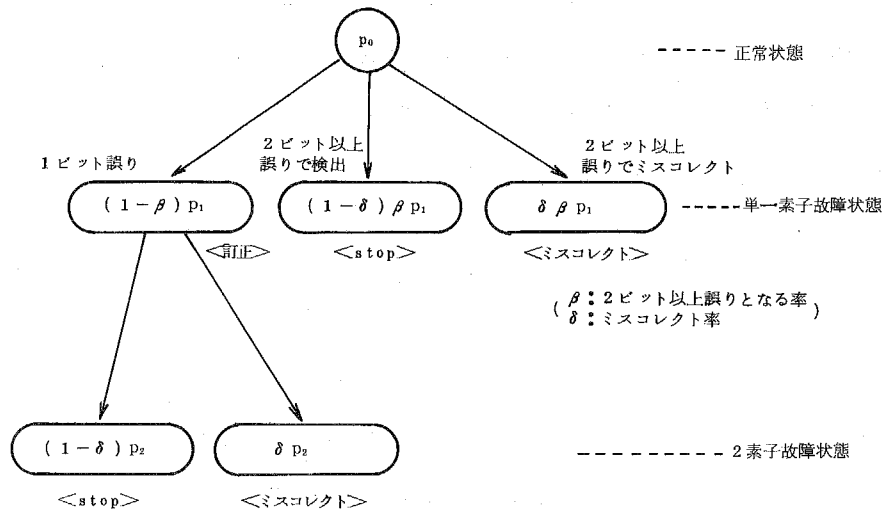 p₀
----- 正常状態
1ビット誤り
2ビット以上
誤りで検出
2ビット以上
誤りでミスコレクト
(1-β)p₁
(1-δ)βp₁
δβp₁
-----単一素子故障状態
<訂正>
<stop>
<ミスコレクト>
(β:2ビット以上誤りとなる率
δ:ミスコレクト率)
(1-δ)p₂
δp₂
--------- 2素子故障状態
<stop>
<ミスコレクト>